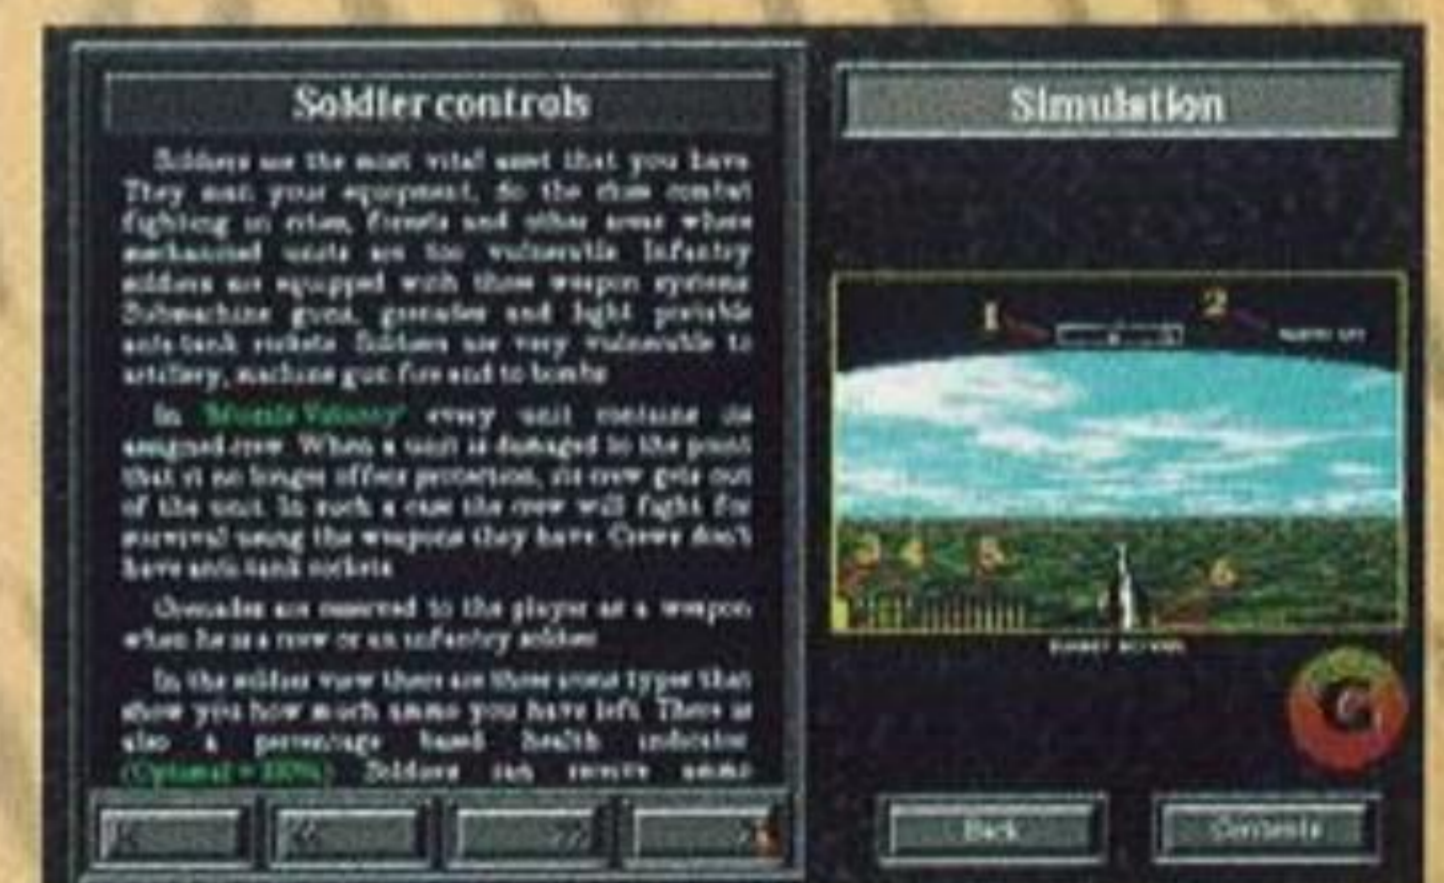 Soldier controls
Soldiers are the most vital asset that you have
They man your equipment, do the close combat
fighting in cities, forests and other areas where
mechanized units are too vulnerable Infantry
soldiers are equipped with three weapon systems
Submachine guns, grenades and light portable
anti-tank rockets Soldiers are very vulnerable to
artillery, machine gun fire and to bombs
In 'Muzzle Velocity' every unit contains its
assigned crew. When a unit is damaged to the point
that it no longer offers protection, its crew gets out
of the unit. In such a case the crew will fight for
survival using the weapons they have. Crews don't
have anti-tank rockets
Grenades are reserved to the player as a weapon
when he is a crew or an infantry soldier
In the soldier view there are three icons types that
show you how much ammo you have left. There is
also a percentage based health indicator
(Optimal = 100%) Soldiers can receive ammo
Simulation
1
2
3 4 5
6
Back
Contents